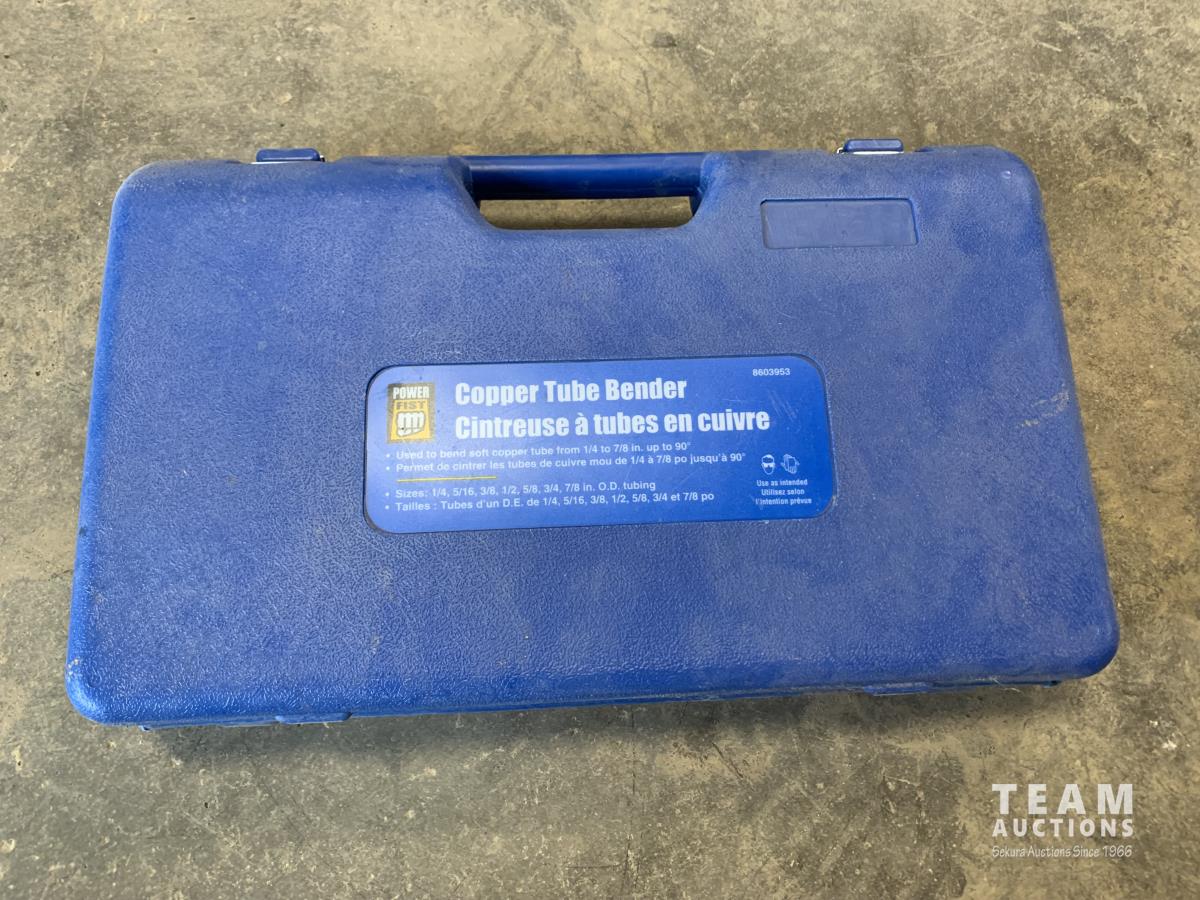 8603953
POWER
FIST
Copper Tube Bender
Cintreuse à tubes en cuivre
• Used to bend soft copper tube from 1/4 to 7/8 in. up to 90°
• Permet de cintrer les tubes de cuivre mou de 1/4 à 7/8 po jusqu'à 90°
• Sizes: 1/4, 5/16, 3/8, 1/2, 5/8, 3/4, 7/8 in. O.D. tubing
• Tailles : Tubes d'un D.E. de 1/4, 5/16, 3/8, 1/2, 5/8, 3/4 et 7/8 po
Use as intended
Utilisez selon
l'intention prévue
TEAM
AUCTIONS
Sekura Auctions Since 1966